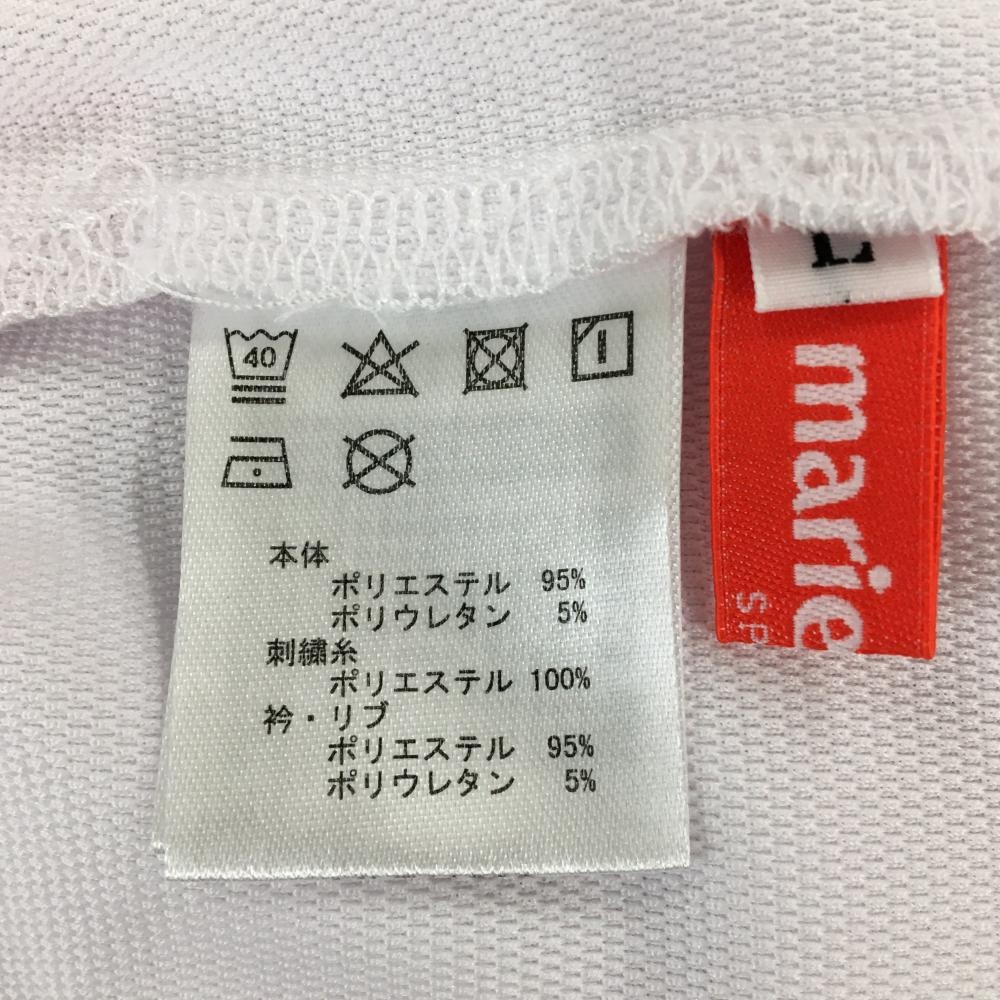 40
本体
ポリエステル 95%
ポリウレタン 5%
刺繍糸
ポリエステル 100%
衿・リブ
ポリエステル 95%
ポリウレタン 5%
L
marie
SP